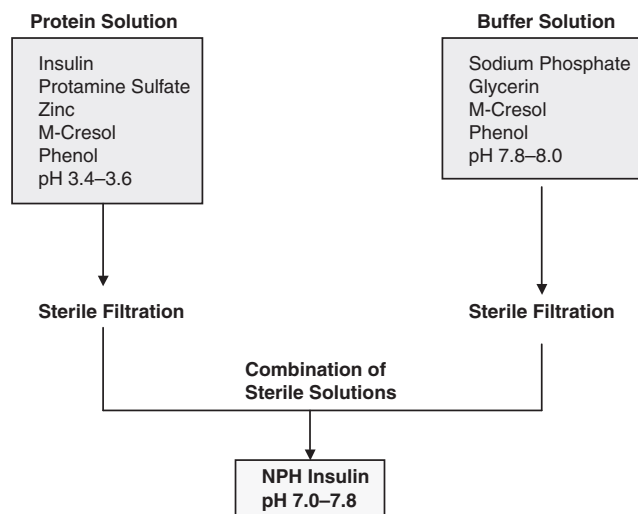 Protein Solution
Insulin
Protamine Sulfate
Zinc
M-Cresol
Phenol
pH 3.4–3.6
Buffer Solution
Sodium Phosphate
Glycerin
M-Cresol
Phenol
pH 7.8–8.0
Sterile Filtration
Sterile Filtration
Combination of
Sterile Solutions
NPH Insulin
pH 7.0–7.8